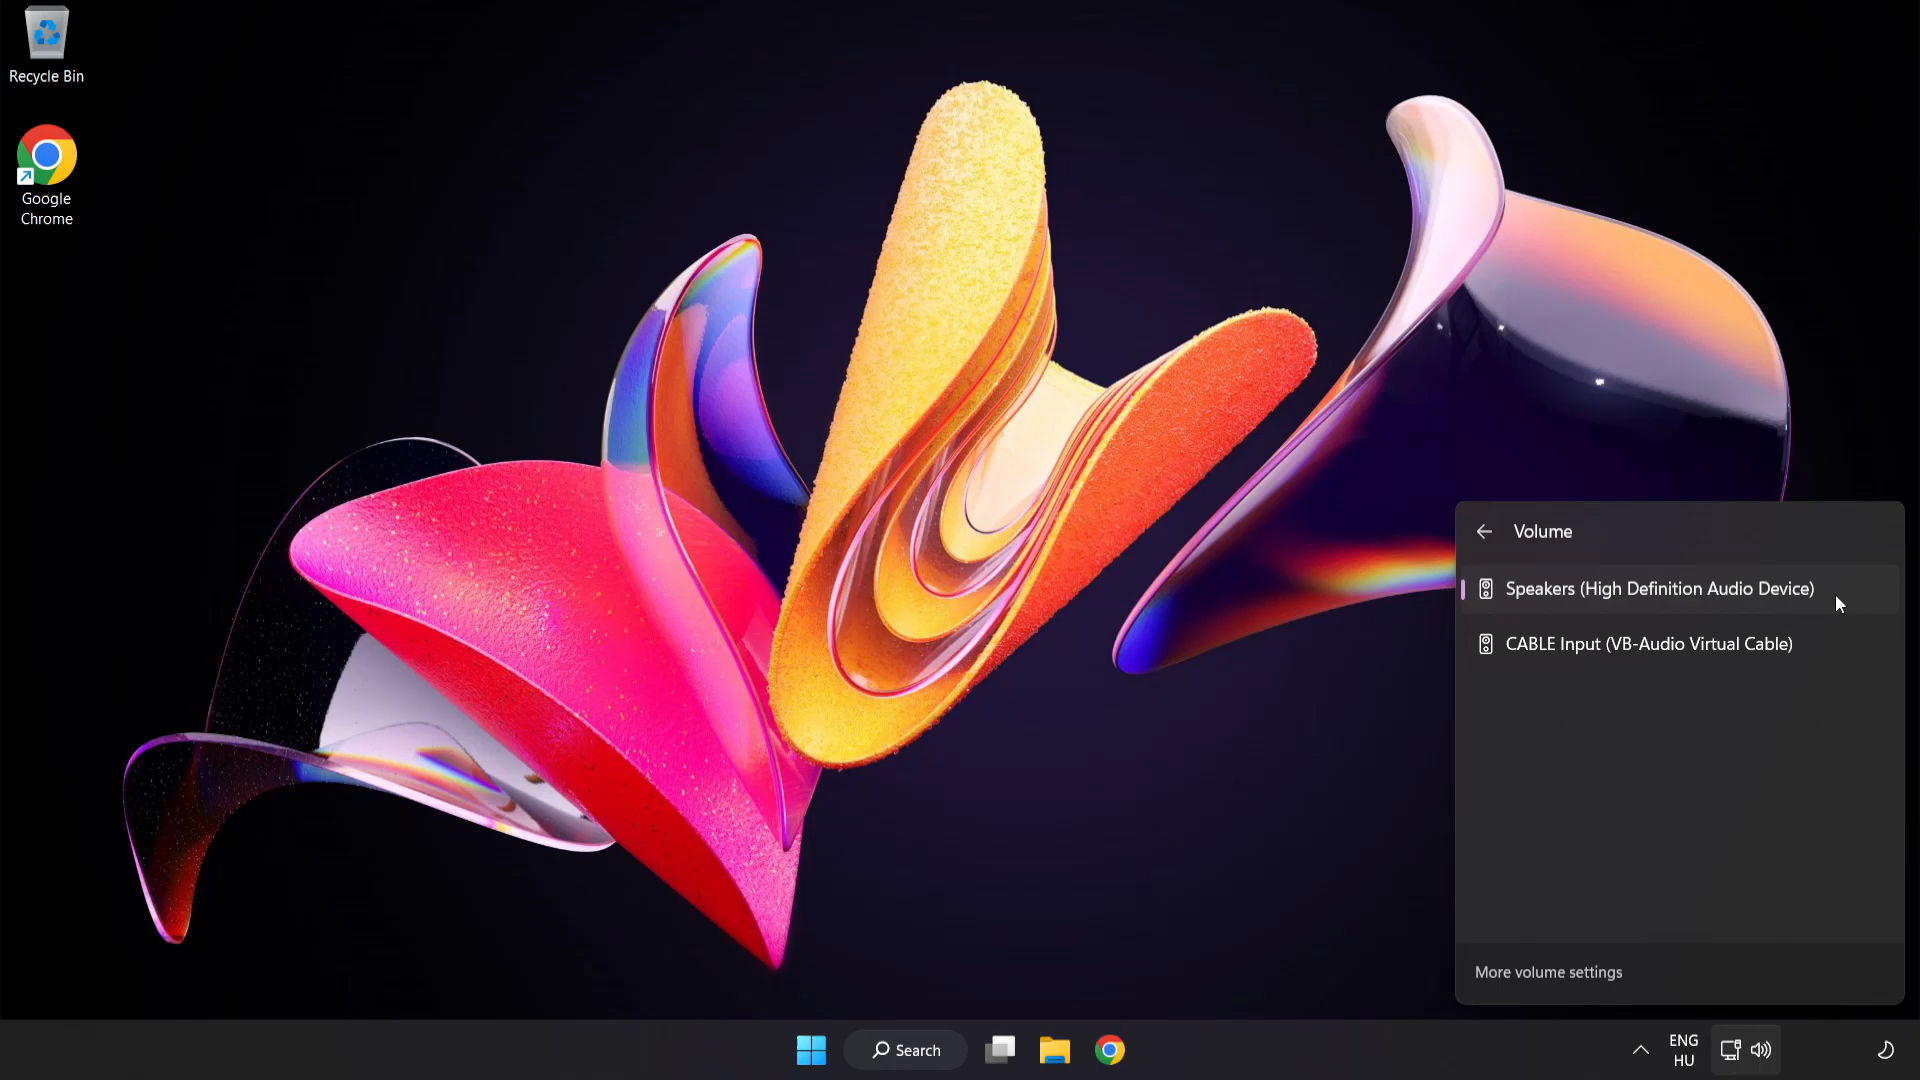 Recycle Bin
Google
Chrome
Volume
Speakers (High Definition Audio Device)
CABLE Input (VB-Audio Virtual Cable)
More volume settings
Search
ENG
HU